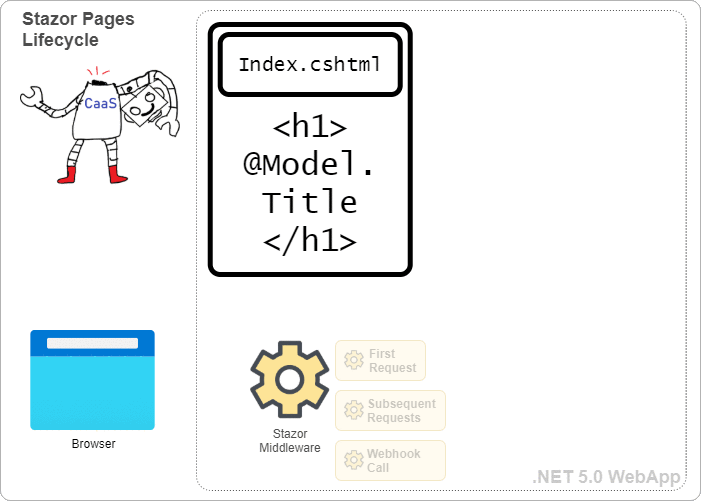 Stazor Pages
Lifecycle
CaaS
Index.cshtml
<h1>
@Model.
Title
</h1>
Browser
Stazor
Middleware
First
Request
Subsequent
Requests
Webhook
Call
.NET 5.0 WebApp